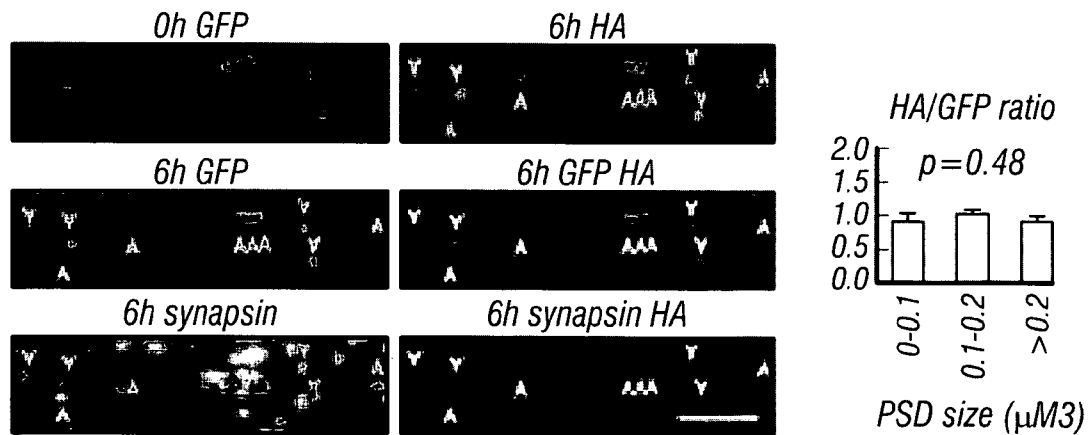 0h GFP
6h HA
6h GFP
6h GFP HA
6h synapsin
6h synapsin HA
HA/GFP ratio
p=0.48
2.0
1.5
1.0
0.5
0.0
0-0.1
0.1-0.2
>0.2
PSD size (μM3)